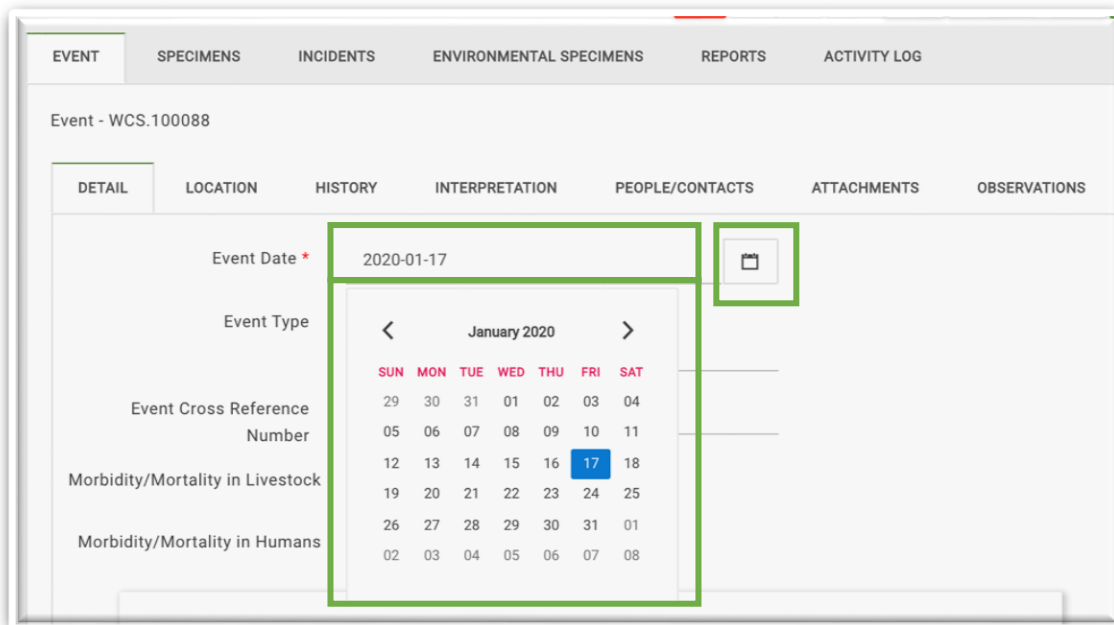 EVENT SPECIMENS INCIDENTS ENVIRONMENTAL SPECIMENS REPORTS ACTIVITY LOG
Event - WCS.100088
DETAIL LOCATION HISTORY INTERPRETATION PEOPLE/CONTACTS ATTACHMENTS OBSERVATIONS
Event Date * 2020-01-17
Event Type
Event Cross Reference
Number
Morbidity/Mortality in Livestock
Morbidity/Mortality in Humans
January 2020
SUN MON TUE WED THU FRI SAT
29 30 31 01 02 03 04
05 06 07 08 09 10 11
12 13 14 15 16 17 18
19 20 21 22 23 24 25
26 27 28 29 30 31 01
02 03 04 05 06 07 08